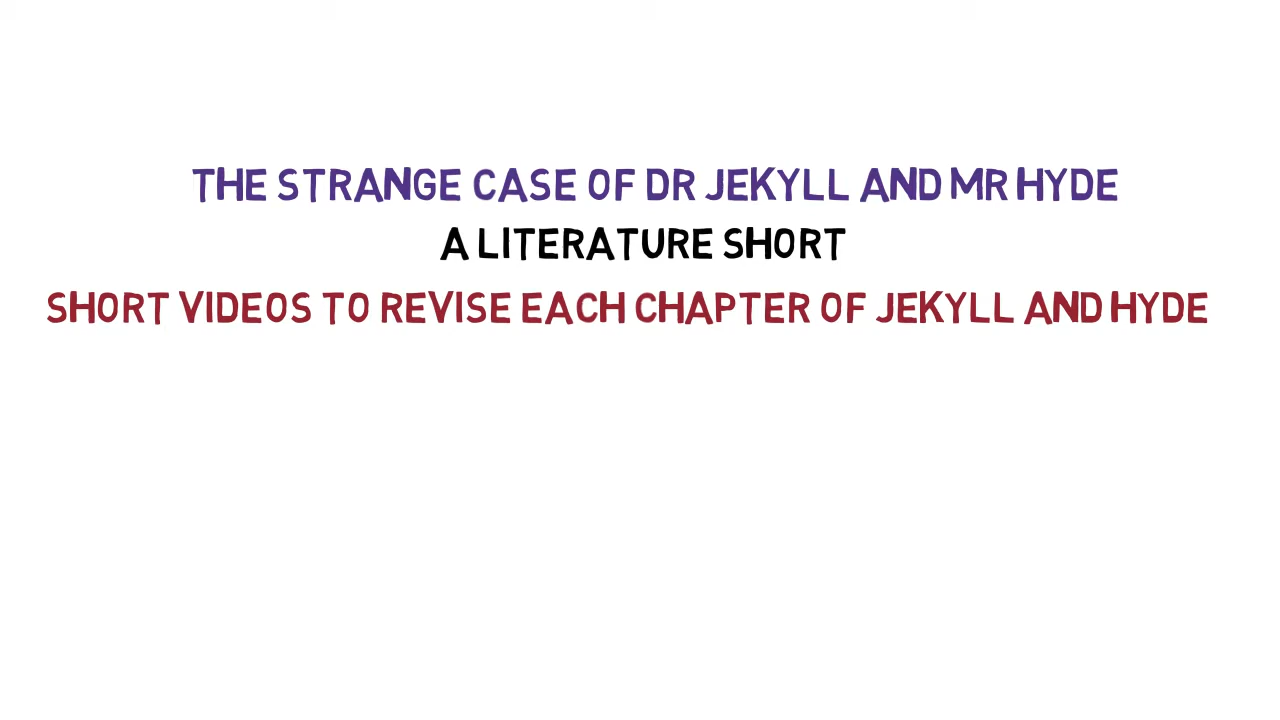 THE STRANGE CASE OF DR JEKYLL AND MR HYDE
A LITERATURE SHORT
SHORT VIDEOS TO REVISE EACH CHAPTER OF JEKYLL AND HYDE